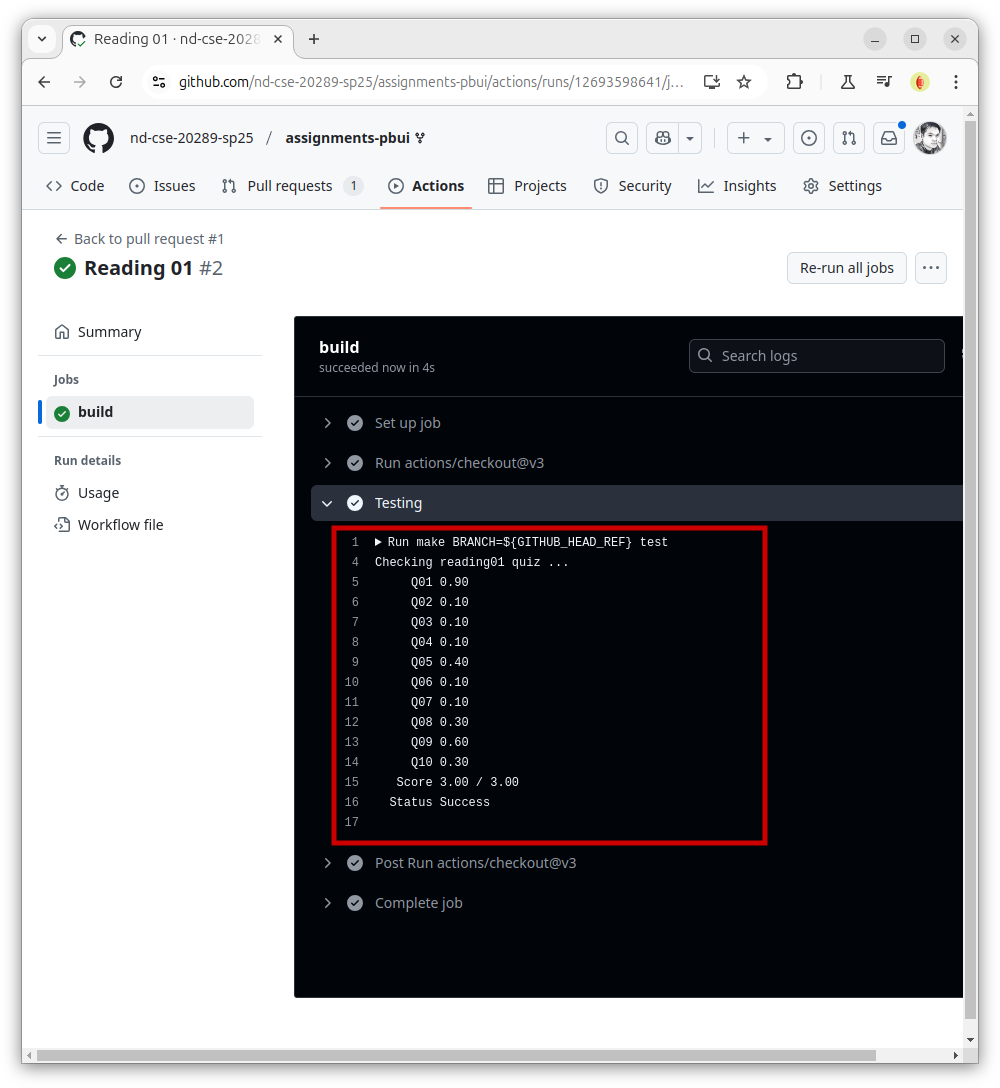 Reading 01 · nd-cse-2028
github.com/nd-cse-20289-sp25/assignments-pbui/actions/runs/12693598641/j...
nd-cse-20289-sp25 / assignments-pbui
Code Issues Pull requests 1 Actions Projects Security Insights Settings
Back to pull request #1
Reading 01 #2
Re-run all jobs
Summary
Jobs
build
Run details
Usage
Workflow file
build
succeeded now in 4s
Search logs
Set up job
Run actions/checkout@v3
Testing
1 Run make BRANCH=${GITHUB_HEAD_REF} test
4 Checking reading01 quiz ...
5 Q01 0.90
6 Q02 0.10
7 Q03 0.10
8 Q04 0.10
9 Q05 0.40
10 Q06 0.10
11 Q07 0.10
12 Q08 0.30
13 Q09 0.60
14 Q10 0.30
15 Score 3.00 / 3.00
16 Status Success
17
Post Run actions/checkout@v3
Complete job